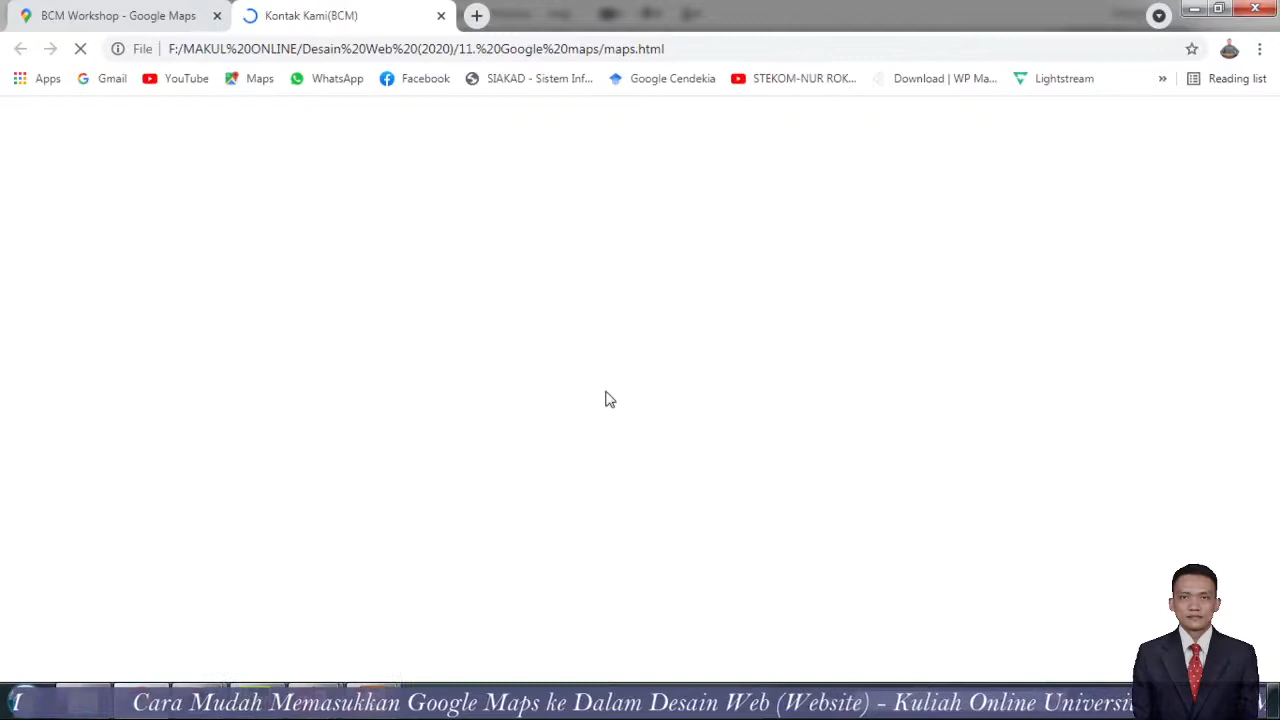 BCM Workshop - Google Maps
Kontak Kami(BCM)
File
F:/MAKUL%20ONLINE/Desain%20Web%20(2020)/11.%20Google%20maps/maps.html
Apps
Gmail
YouTube
Maps
WhatsApp
Facebook
SIAKAD - Sistem Inf...
Google Cendekia
STEKOM-NUR ROK...
Download | WP Ma...
Lightstream
»
Reading list
Cara Mudah Memasukkan Google Maps ke Dalam Desain Web (Website) - Kuliah Online Universi